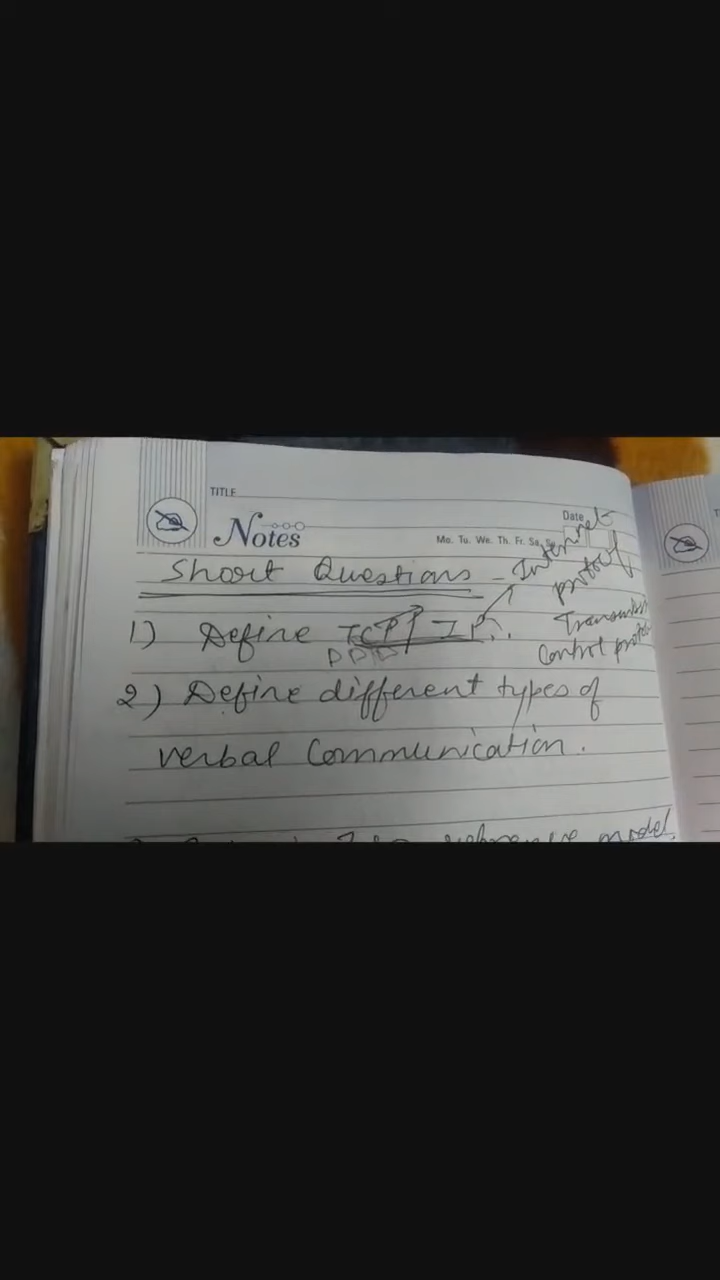 TITLE
Notes
Date
Mo. Tu. We. Th. Fr. Sa. Su.
Short Questions - Internet
protocol
1) Define TCP/IP. Transmission
Control
2) Define different types of
verbal Communication.
reference model.